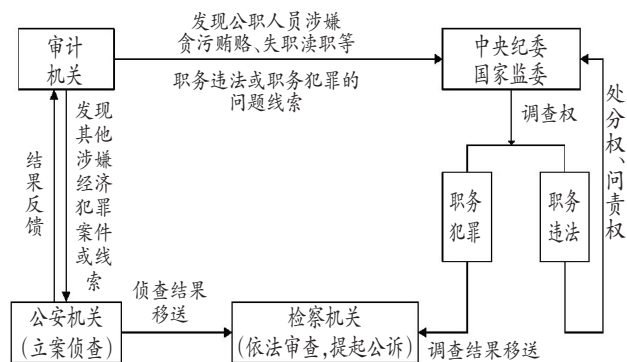 审计
机关
发现公职人员涉嫌
贪污贿赂、失职渎职等
职务违法或职务犯罪的
问题线索
中央纪委
国家监委
调查权
处分权、问责权
职务
犯罪
职务
违法
结果反馈
发现
其他
涉嫌
经济
犯罪
案件
或线
索
公安机关
(立案侦查)
侦查结果
移送
检察机关
(依法审查,提起公诉)
调查结果移送